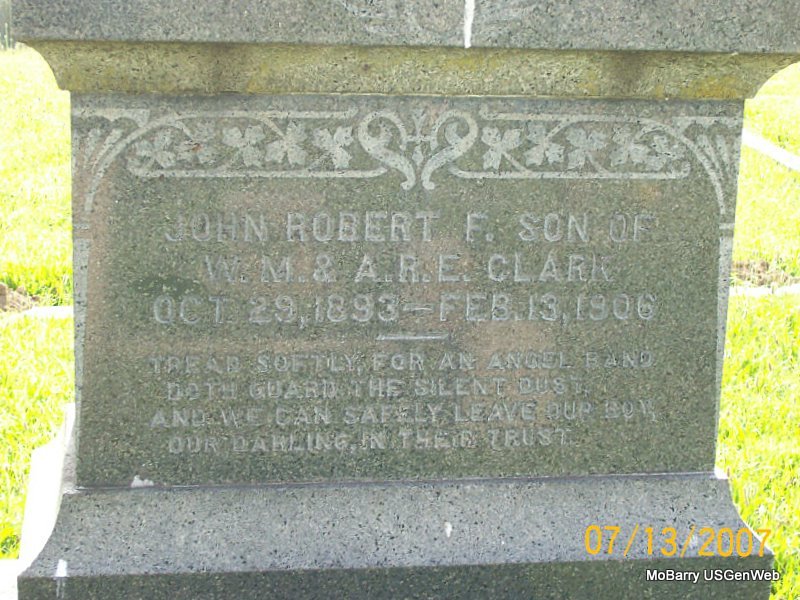 JOHN ROBERT F. SON OF
W. M. & A. R. E. CLARK
OCT. 29, 1893 — FEB. 13, 1906
TREAD SOFTLY, FOR AN ANGEL BAND
DOTH GUARD THE SILENT DUST.
AND WE CAN SAFELY LEAVE OUR BOY,
OUR DARLING, IN THEIR TRUST.
07/13/2007
MoBarry USGenWeb